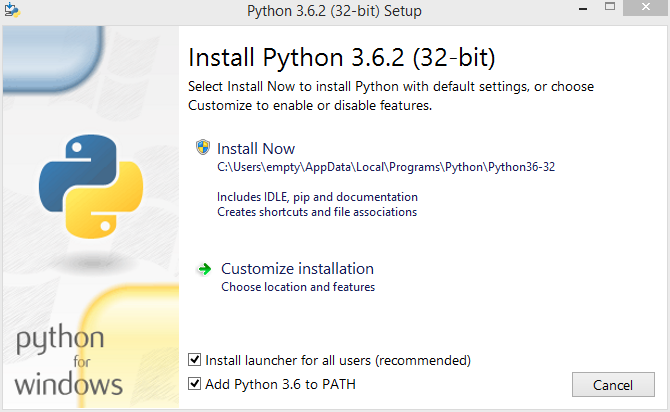 Python 3.6.2 (32-bit) Setup
Install Python 3.6.2 (32-bit)
Select Install Now to install Python with default settings, or choose
Customize to enable or disable features.
Install Now
C:\Users\empty\AppData\Local\Programs\Python\Python36-32
Includes IDLE, pip and documentation
Creates shortcuts and file associations
Customize installation
Choose location and features
python
for
windows
Install launcher for all users (recommended)
Add Python 3.6 to PATH
Cancel